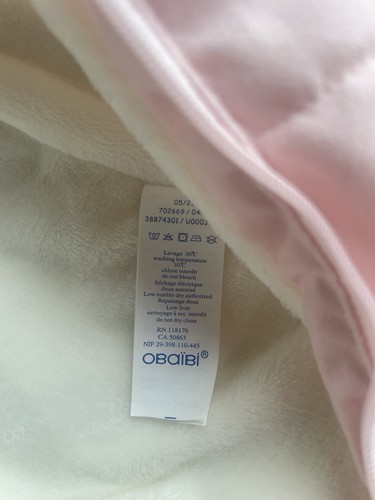 05/2
702669 / 04
38874301 / U0003
Lavage 30℃
washing temperature
30℃
chlore interdit
do not bleach
Séchage électrique
doux autorisé
Low tumble dry authorized
Repassage doux
Low Iron
nettoyage à sec interdit
do not dry clean
RN 118176
CA 50863
NIF 29-398-110-445
OBAÏBI®